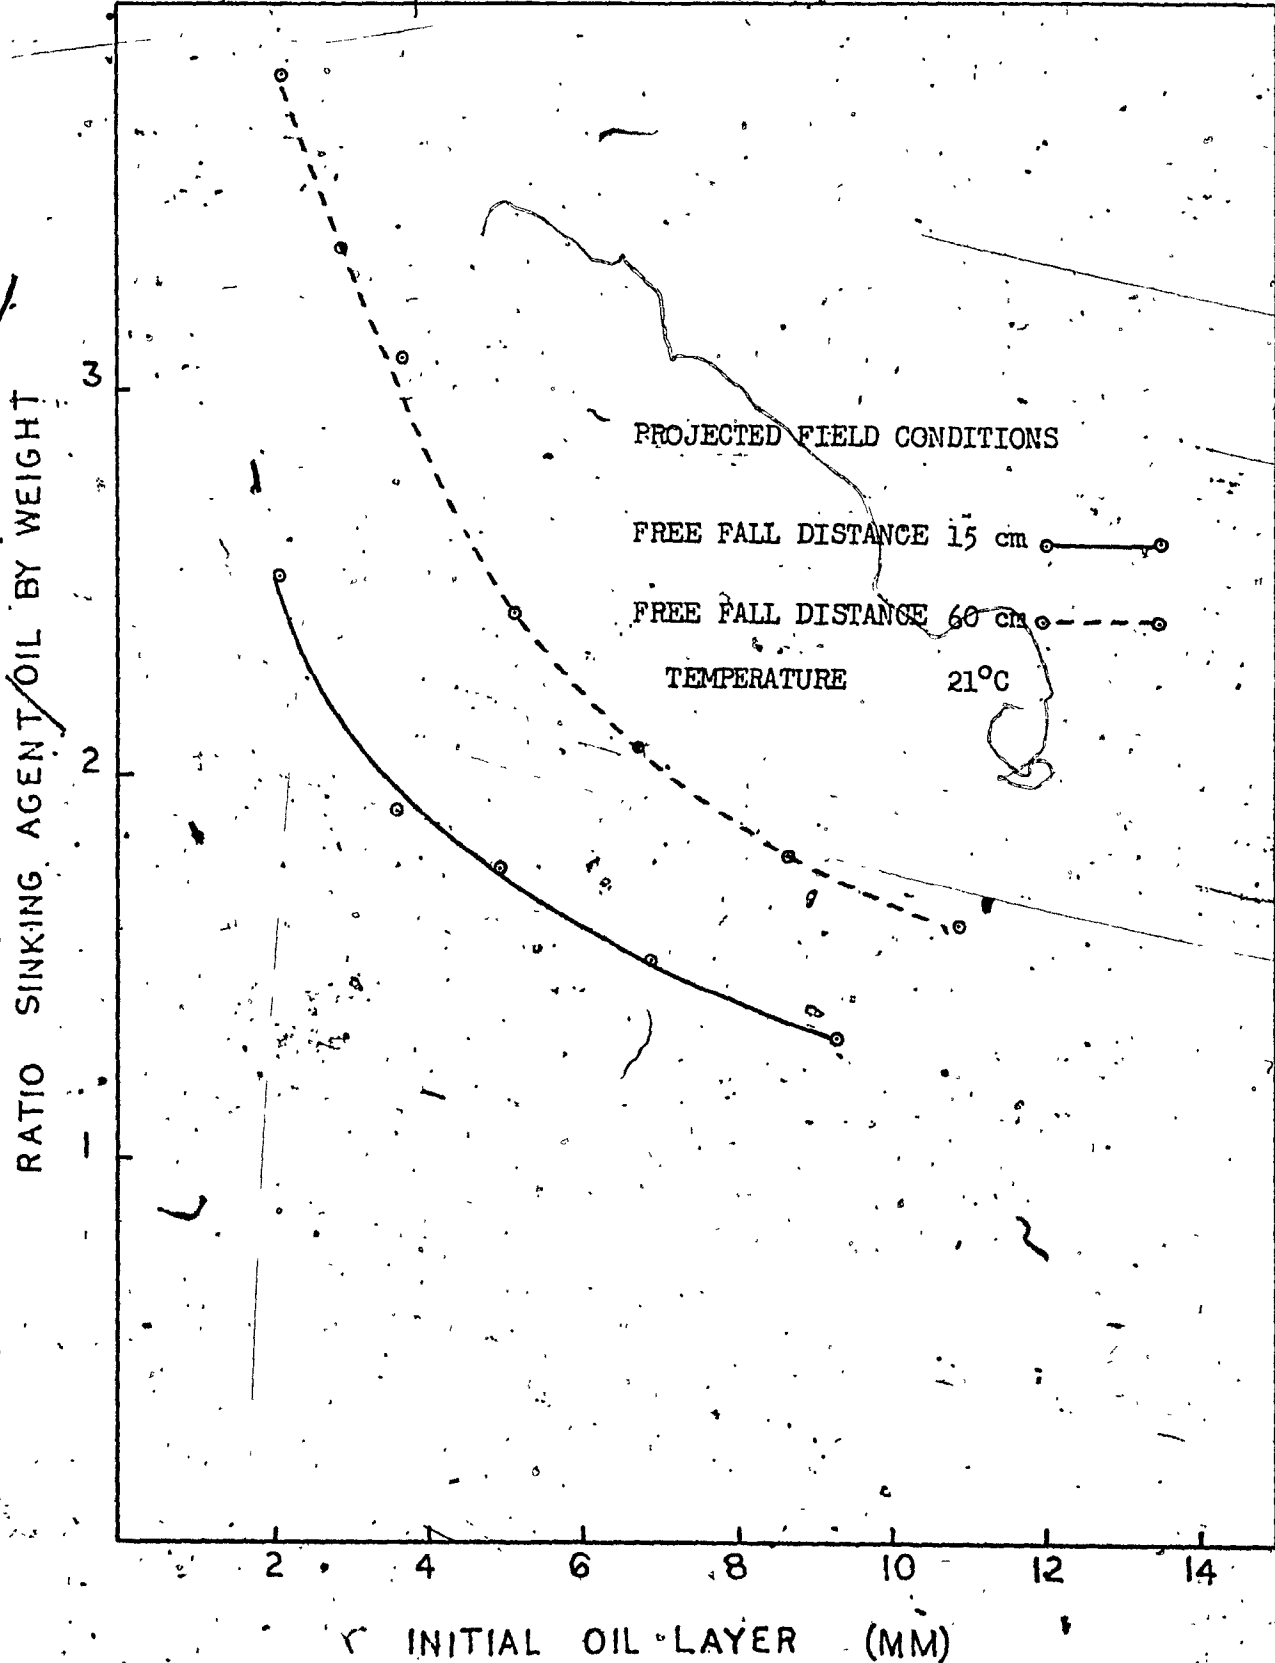 RATIO SINKING AGENT/OIL BY WEIGHT
3
2
1
PROJECTED FIELD CONDITIONS
FREE FALL DISTANCE 15 cm
FREE FALL DISTANCE 60 cm
TEMPERATURE 21°C
2 4 6 8 10 12 14
INITIAL OIL LAYER (MM)